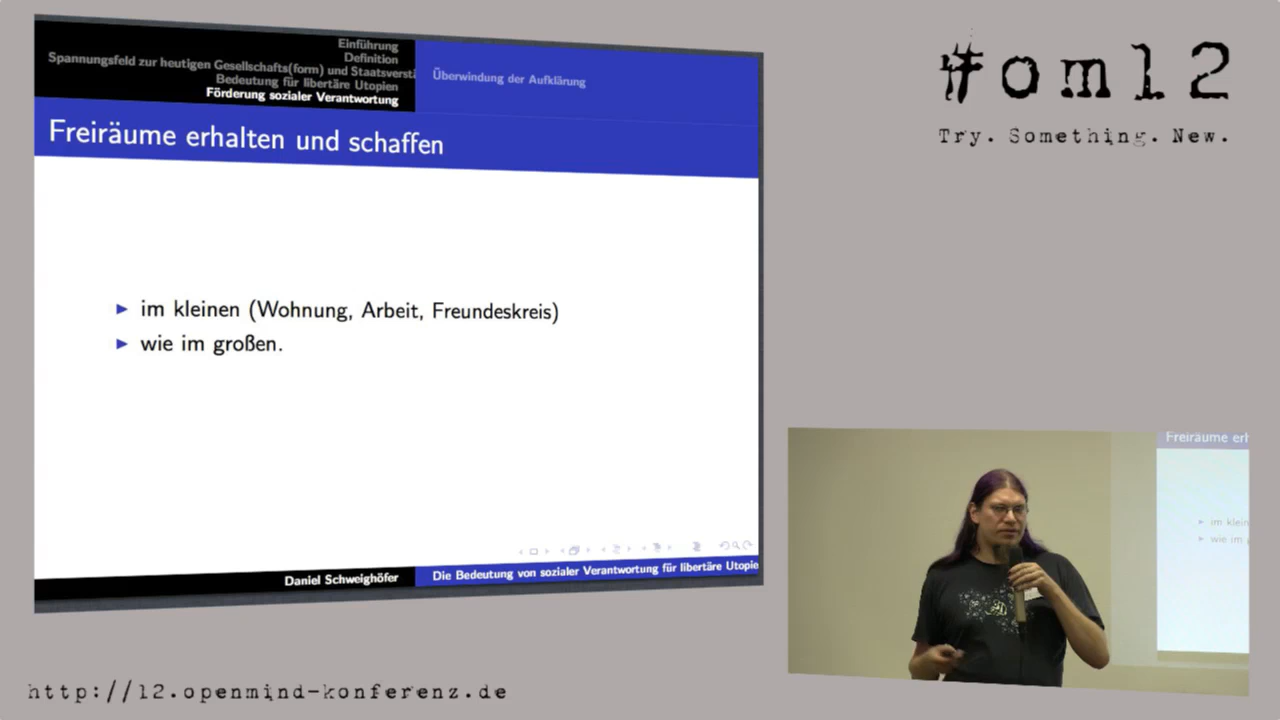 Einführung
Definition
Spannungsfeld zur heutigen Gesellschafts(form) und Staatsverstä
Bedeutung für libertäre Utopien
Förderung sozialer Verantwortung
Überwindung der Aufklärung
Freiräume erhalten und schaffen
im kleinen (Wohnung, Arbeit, Freundeskreis)
wie im großen.
Daniel Schweighöfer
Die Bedeutung von sozialer Verantwortung für libertäre Utopie
#om12
Try. Something. New.
Freiräume erh
im klein
wie im g
http://12.openmind-konferenz.de